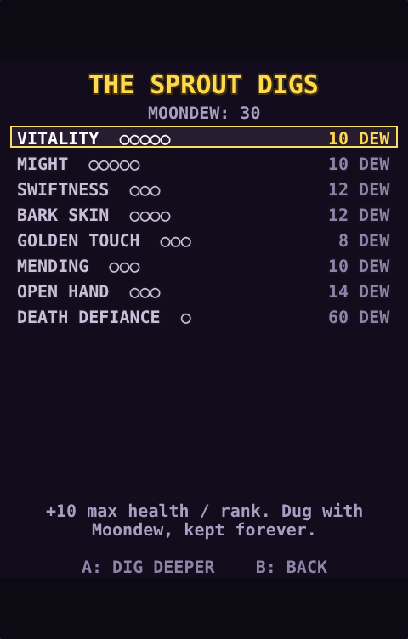 THE SPROUT DIGS
MOONDEW: 30
VITALITY ○○○○○ 10 DEW
MIGHT ○○○○○ 10 DEW
SWIFTNESS ○○○ 12 DEW
BARK SKIN ○○○○ 12 DEW
GOLDEN TOUCH ○○○ 8 DEW
MENDING ○○○ 10 DEW
OPEN HAND ○○○ 14 DEW
DEATH DEFIANCE ○ 60 DEW
+10 max health / rank. Dug with
Moondew, kept forever.
A: DIG DEEPER B: BACK